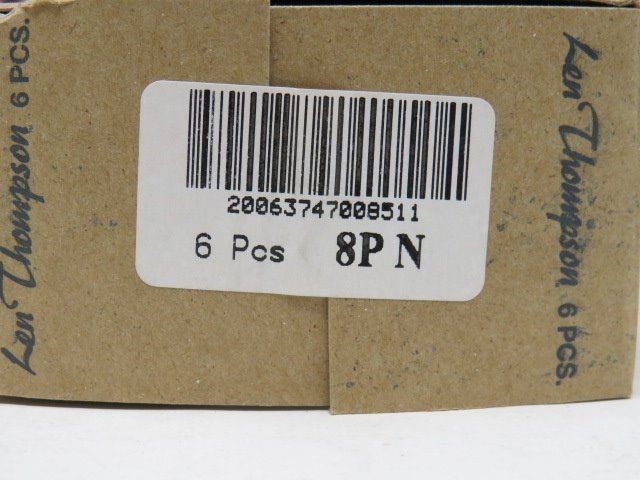 Len Thompson 6 PCS.
20063747008511
6 Pcs 8P N
Len Thompson 6 PCS.